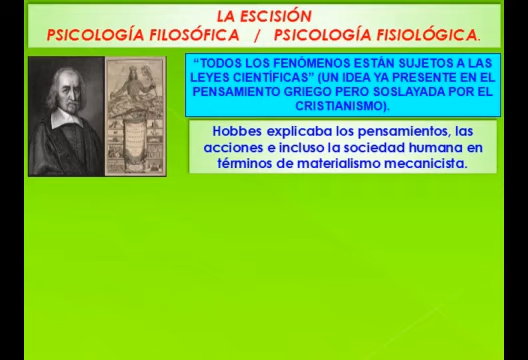 LA ESCISIÓN
PSICOLOGÍA FILOSÓFICA / PSICOLOGÍA FISIOLÓGICA.
"TODOS LOS FENÓMENOS ESTÁN SUJETOS A LAS
LEYES CIENTÍFICAS" (UN IDEA YA PRESENTE EN EL
PENSAMIENTO GRIEGO PERO SOSLAYADA POR EL
CRISTIANISMO).
Hobbes explicaba los pensamientos, las
acciones e incluso la sociedad humana en
términos de materialismo mecanicista.